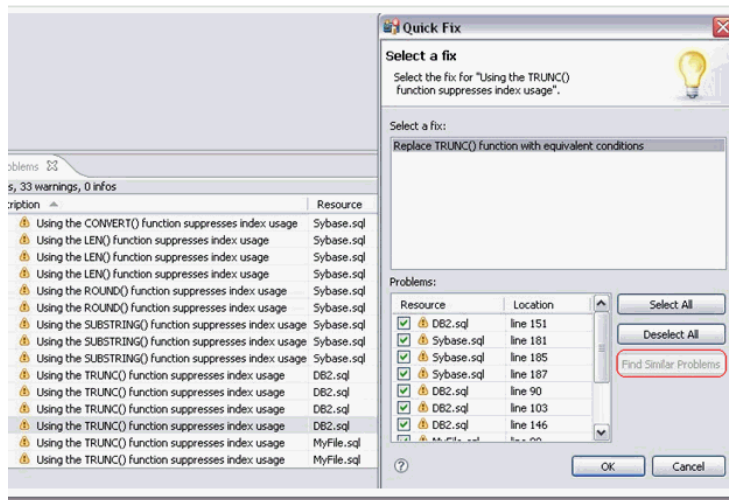 Quick Fix
Select a fix
Select the fix for "Using the TRUNC()
function suppresses index usage".
Select a fix:
Replace TRUNC() function with equivalent conditions
Problems:
Resource Location
DB2.sql line 151
Sybase.sql line 181
Sybase.sql line 185
Sybase.sql line 187
DB2.sql line 90
DB2.sql line 103
DB2.sql line 146
Select All
Deselect All
Find Similar Problems
OK Cancel
oblems
s, 33 warnings, 0 infos
ription Resource
Using the CONVERT() function suppresses index usage Sybase.sql
Using the LEN() function suppresses index usage Sybase.sql
Using the LEN() function suppresses index usage Sybase.sql
Using the LEN() function suppresses index usage Sybase.sql
Using the ROUND() function suppresses index usage Sybase.sql
Using the ROUND() function suppresses index usage Sybase.sql
Using the SUBSTRING() function suppresses index usage Sybase.sql
Using the SUBSTRING() function suppresses index usage Sybase.sql
Using the SUBSTRING() function suppresses index usage Sybase.sql
Using the TRUNC() function suppresses index usage DB2.sql
Using the TRUNC() function suppresses index usage DB2.sql
Using the TRUNC() function suppresses index usage DB2.sql
Using the TRUNC() function suppresses index usage DB2.sql
Using the TRUNC() function suppresses index usage MyFile.sql
Using the TRUNC() function suppresses index usage MyFile.sql